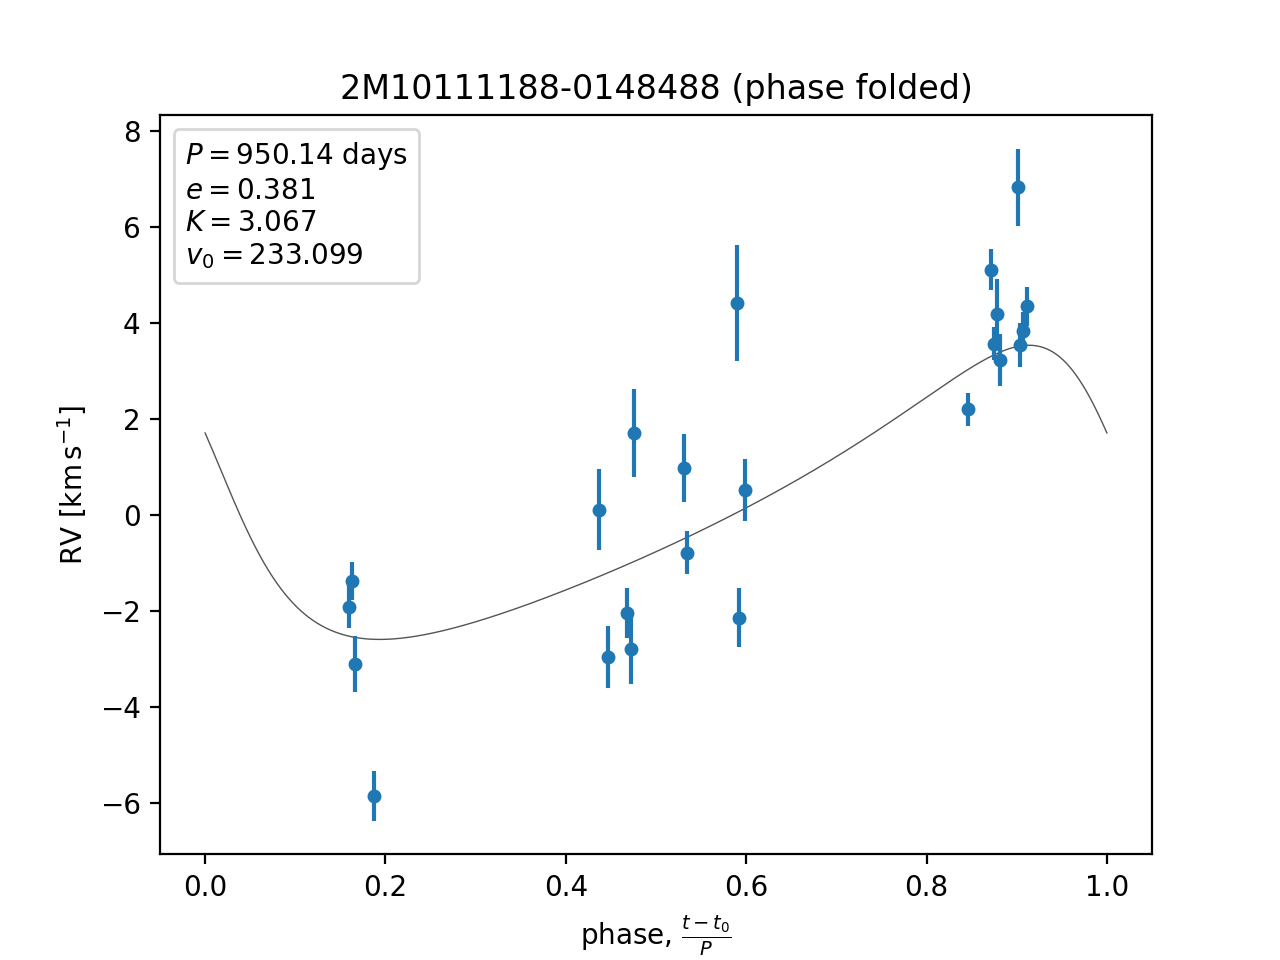 2M10111188-0148488 (phase folded)
P = 950.14 days
e = 0.381
K = 3.067
v₀ = 233.099
8
6
4
2
0
−2
−4
−6
RV [km s⁻¹]
0.0 0.2 0.4 0.6 0.8 1.0
phase, (t − t₀)/P